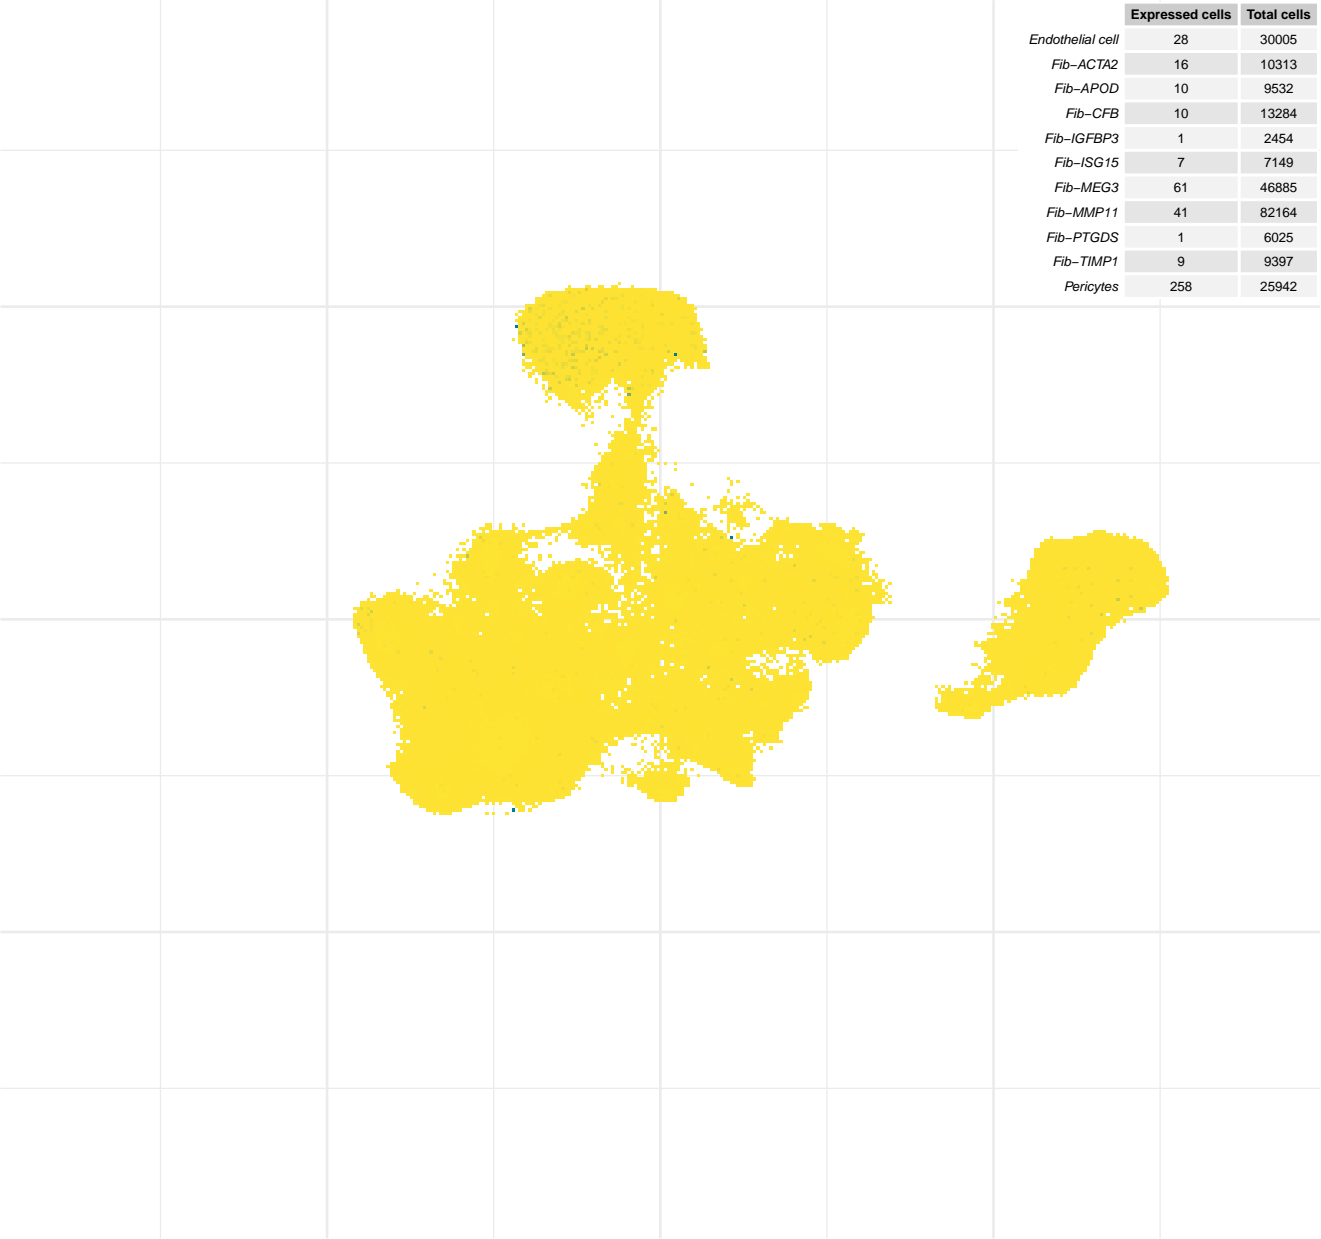 Expressed cells Total cells
Endothelial cell 28 30005
Fib−ACTA2 16 10313
Fib−APOD 10 9532
Fib−CFB 10 13284
Fib−IGFBP3 1 2454
Fib−ISG15 7 7149
Fib−MEG3 61 46885
Fib−MMP11 41 82164
Fib−PTGDS 1 6025
Fib−TIMP1 9 9397
Pericytes 258 25942